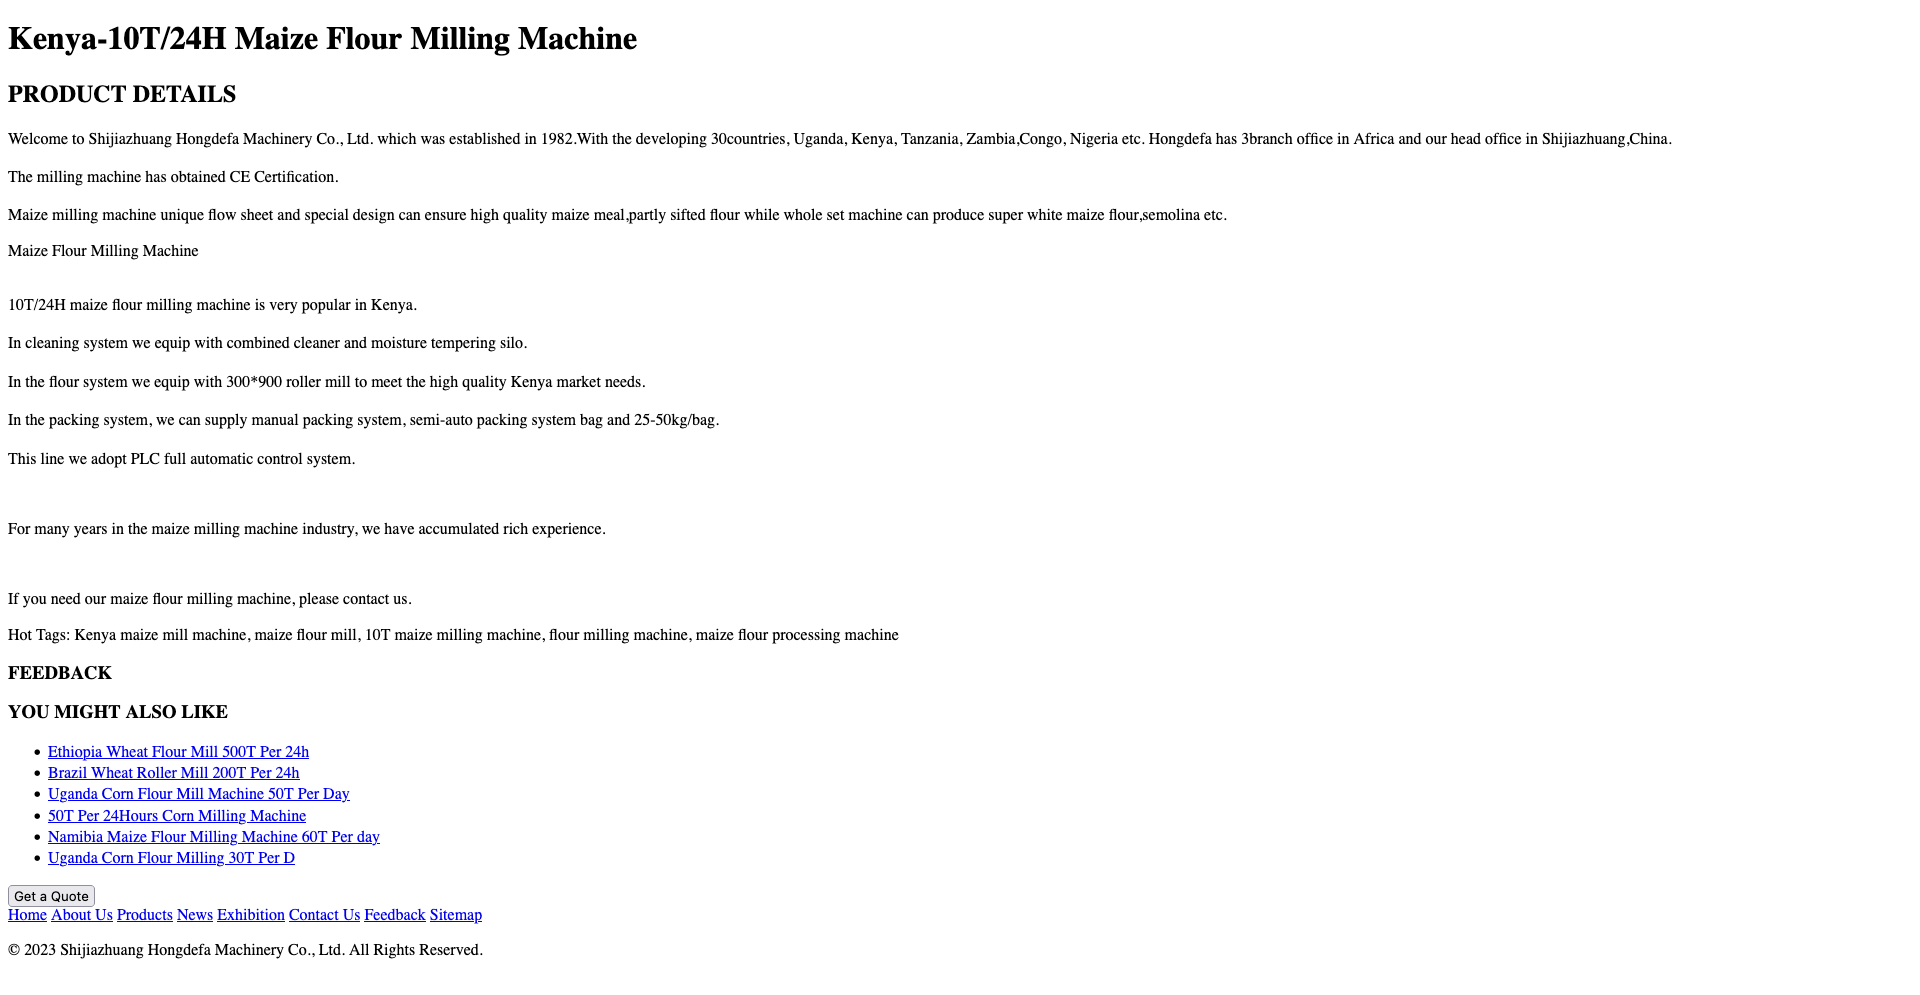 Kenya-10T/24H Maize Flour Milling Machine
PRODUCT DETAILS
Welcome to Shijiazhuang Hongdefa Machinery Co., Ltd. which was established in 1982.With the developing 30countries, Uganda, Kenya, Tanzania, Zambia,Congo, Nigeria etc. Hongdefa has 3branch office in Africa and our head office in Shijiazhuang,China.
The milling machine has obtained CE Certification.
Maize milling machine unique flow sheet and special design can ensure high quality maize meal,partly sifted flour while whole set machine can produce super white maize flour,semolina etc.
Maize Flour Milling Machine
10T/24H maize flour milling machine is very popular in Kenya.
In cleaning system we equip with combined cleaner and moisture tempering silo.
In the flour system we equip with 300*900 roller mill to meet the high quality Kenya market needs.
In the packing system, we can supply manual packing system, semi-auto packing system bag and 25-50kg/bag.
This line we adopt PLC full automatic control system.
For many years in the maize milling machine industry, we have accumulated rich experience.
If you need our maize flour milling machine, please contact us.
Hot Tags: Kenya maize mill machine, maize flour mill, 10T maize milling machine, flour milling machine, maize flour processing machine
FEEDBACK
YOU MIGHT ALSO LIKE
• Ethiopia Wheat Flour Mill 500T Per 24h
• Brazil Wheat Roller Mill 200T Per 24h
• Uganda Corn Flour Mill Machine 50T Per Day
• 50T Per 24Hours Corn Milling Machine
• Namibia Maize Flour Milling Machine 60T Per day
• Uganda Corn Flour Milling 30T Per D
Get a Quote
Home About Us Products News Exhibition Contact Us Feedback Sitemap
© 2023 Shijiazhuang Hongdefa Machinery Co., Ltd. All Rights Reserved.